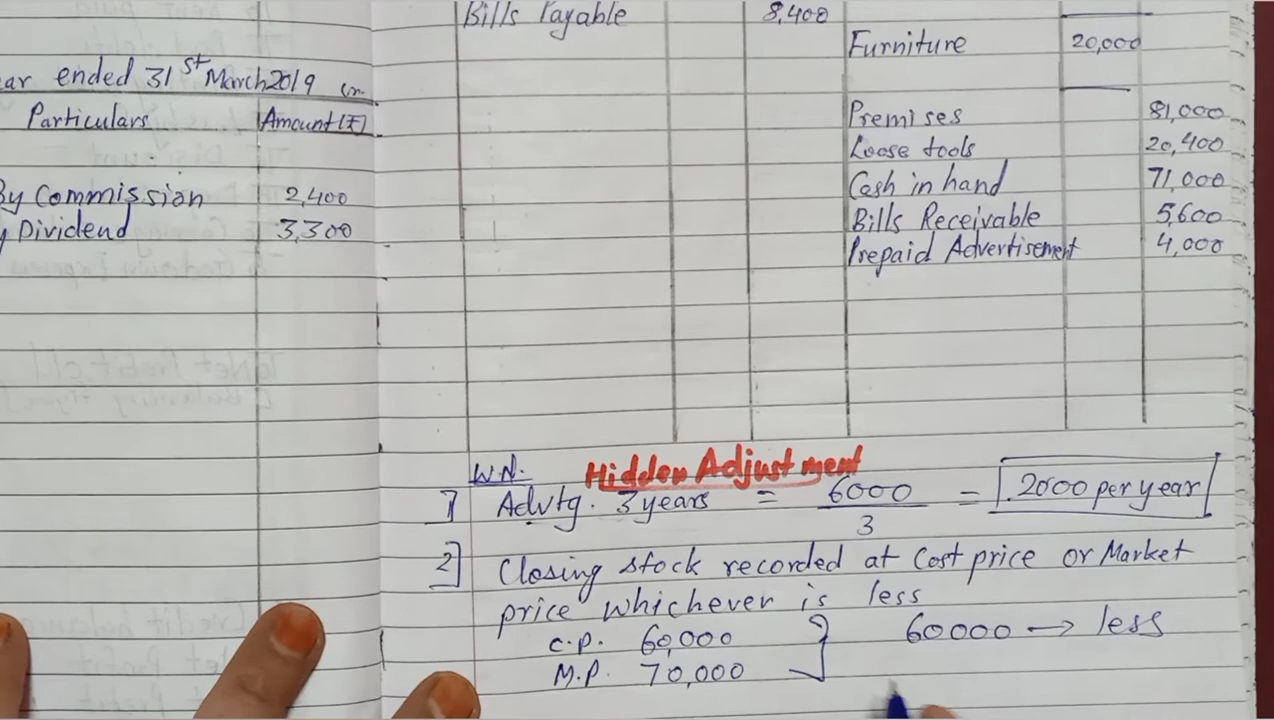 Bills Payable 8,400
Furniture 20,000
ar ended 31st March 2019
Particulars Amount (₹)
Premises 81,000
Loose tools 20,400
By Commission 2,400
Cash in hand 71,000
Dividend 3,300
Bills Receivable 5,600
Prepaid Advertisement 4,000
W.N. Hidden Adjustment
1] Advtg. 3 years = 6000 / 3 = 2000 per year
2] Closing stock recorded at Cost price or Market
price whichever is less
C.P. 60,000
M.P. 70,000 } 60000 → less